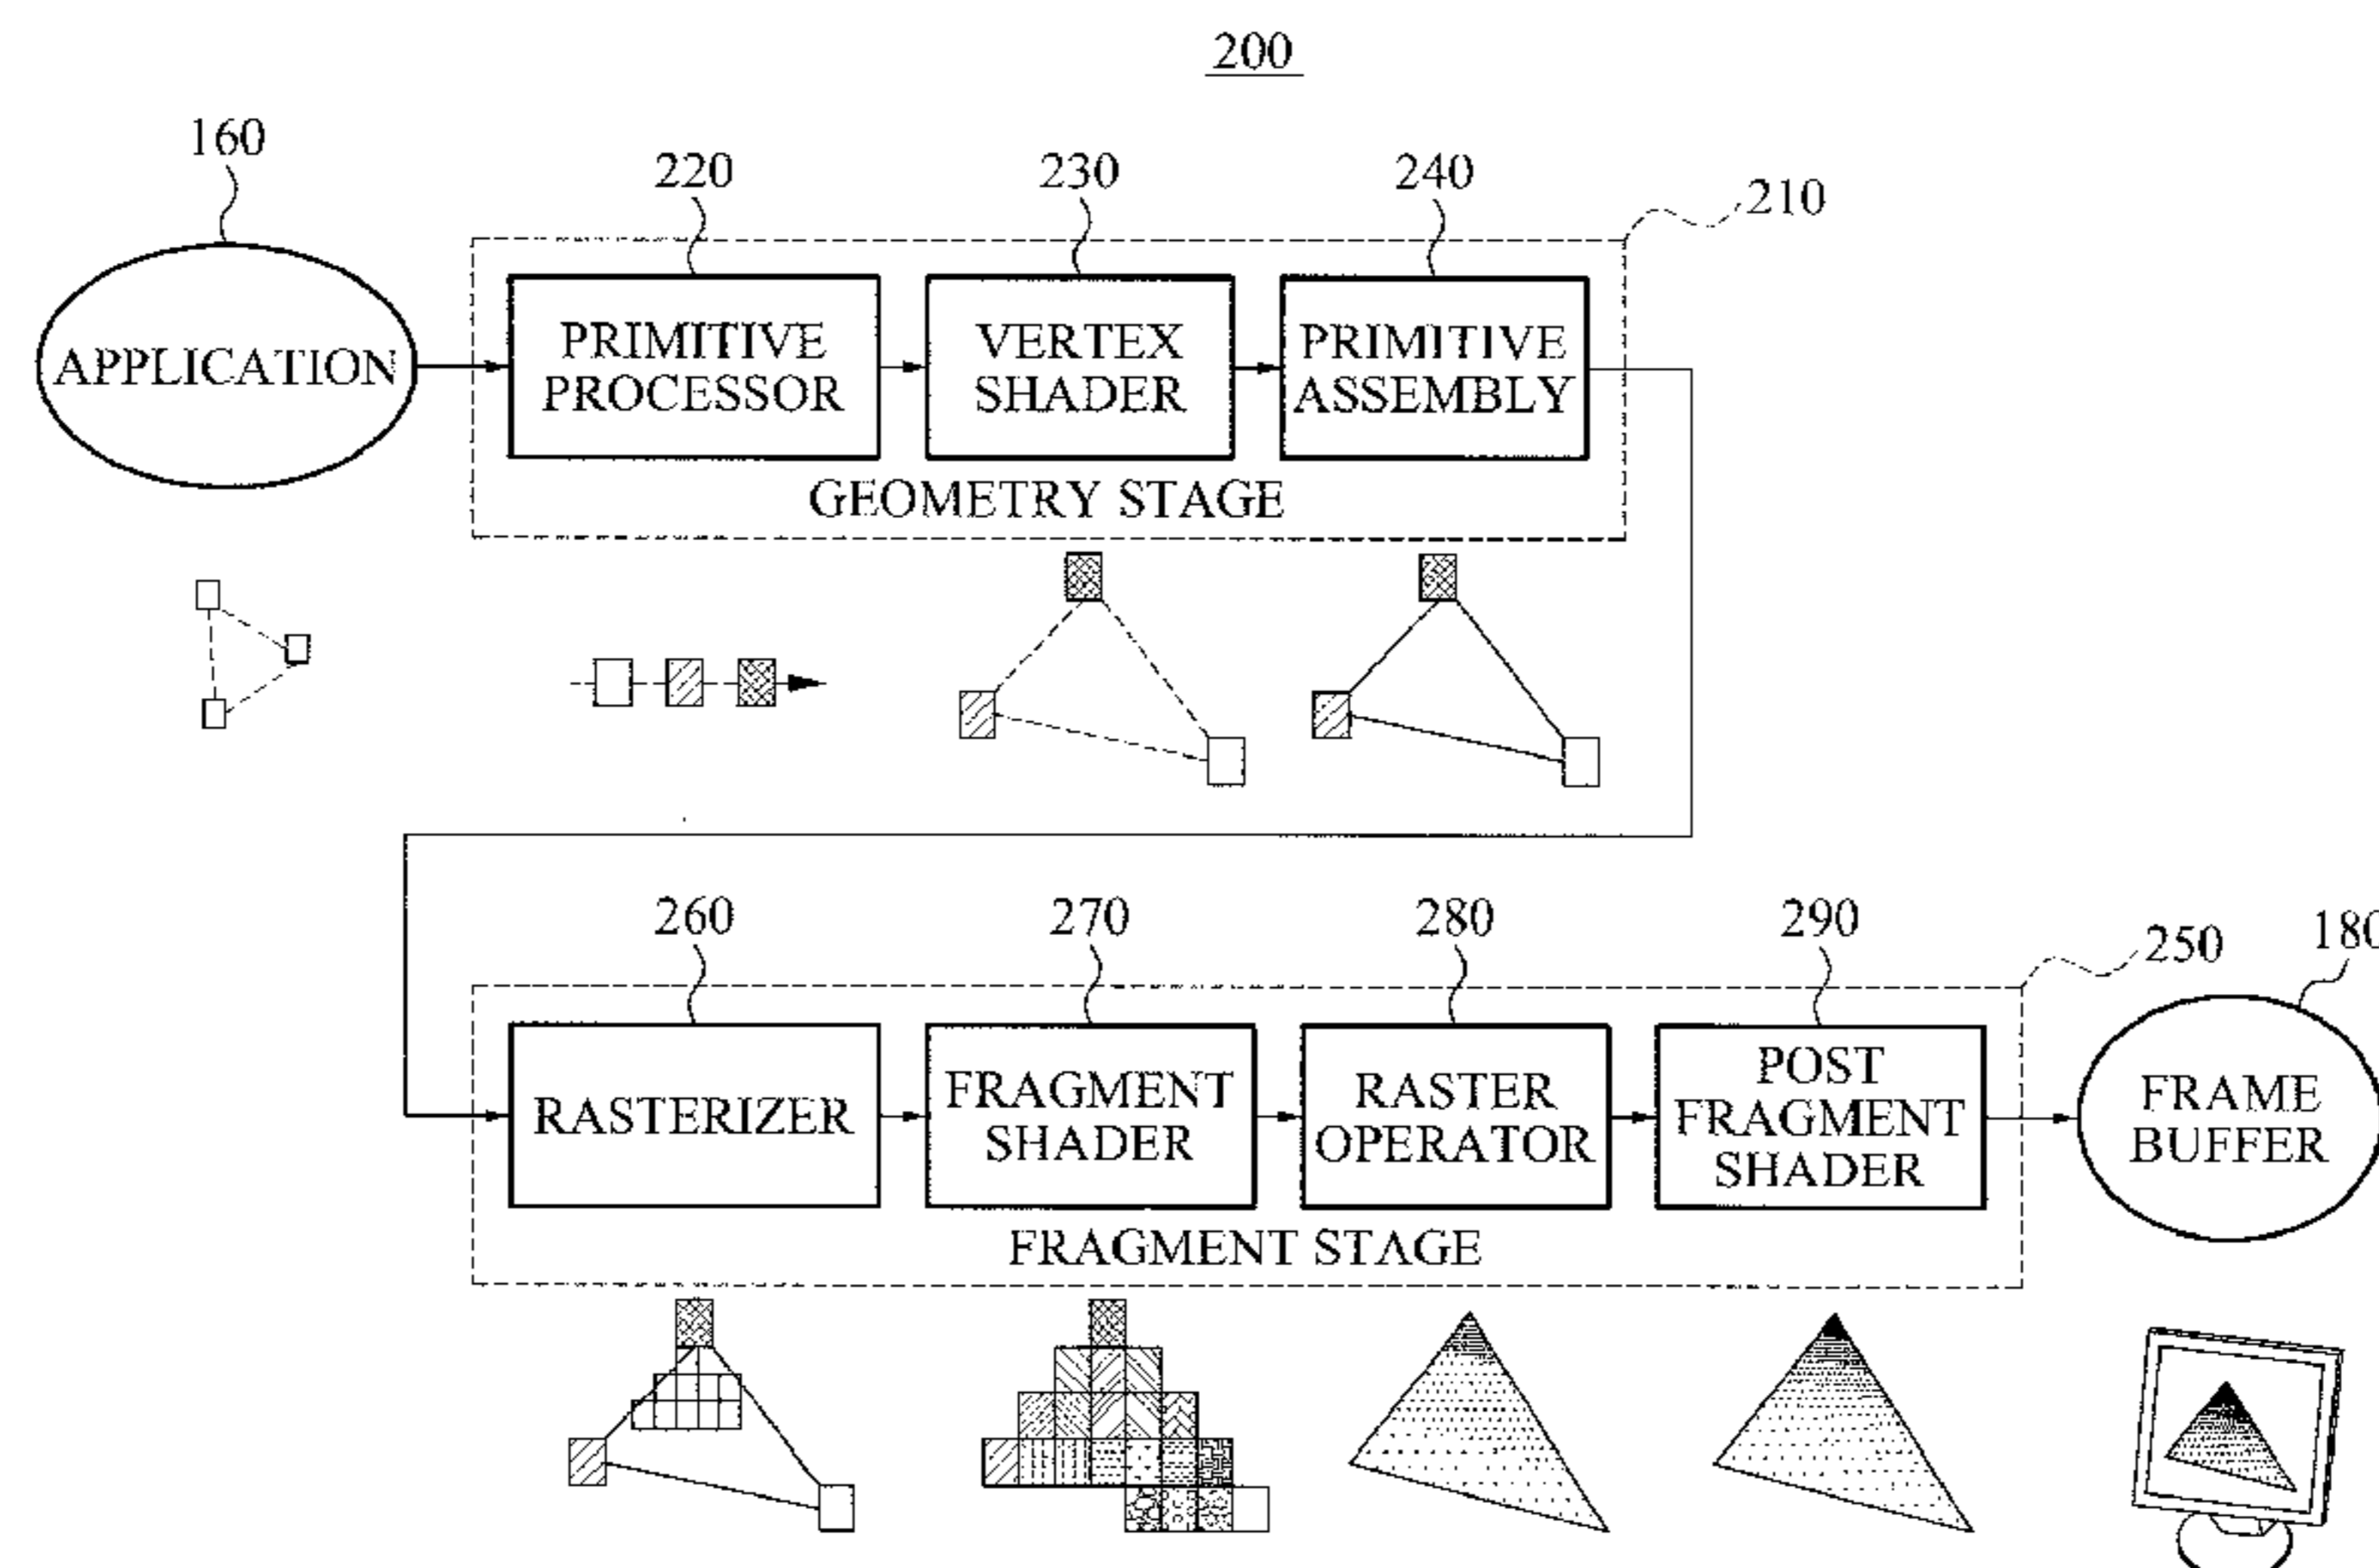 200
160
220
230
240
210
APPLICATION
PRIMITIVE
PROCESSOR
VERTEX
SHADER
PRIMITIVE
ASSEMBLY
GEOMETRY STAGE
260
270
280
290
250
180
RASTERIZER
FRAGMENT
SHADER
RASTER
OPERATOR
POST
FRAGMENT
SHADER
FRAME
BUFFER
FRAGMENT STAGE